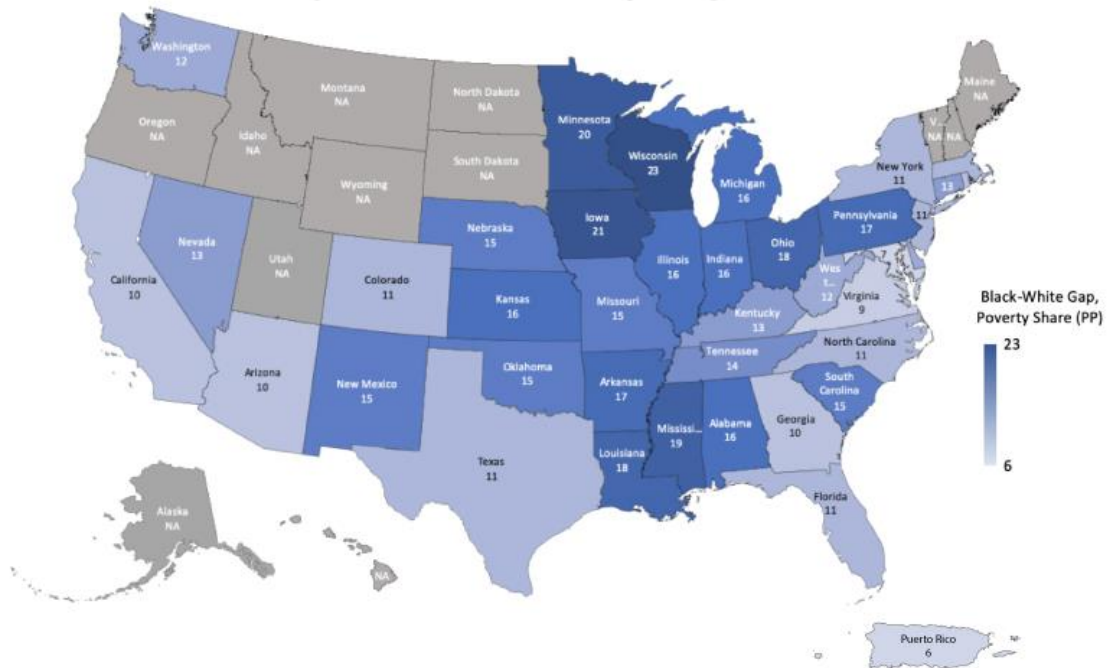 Washington
12
Montana
NA
North Dakota
NA
Maine
NA
Oregon
NA
Idaho
NA
Minnesota
20
V...
NA
NA
Wyoming
NA
South Dakota
NA
Wisconsin
23
Michigan
16
New York
11
13
Nevada
13
Utah
NA
Nebraska
15
Iowa
21
Pennsylvania
17
11
California
10
Colorado
11
Kansas
16
Missouri
15
Illinois
16
Indiana
16
Ohio
18
Wes
t...
12
7
Virginia
9
Kentucky
13
Arizona
10
New Mexico
15
Oklahoma
15
Arkansas
17
Tennessee
14
North Carolina
11
South
Carolina
15
Texas
11
Louisiana
18
Mississi...
19
Alabama
16
Georgia
10
Florida
11
Alaska
NA
NA
Puerto Rico
6
Black-White Gap,
Poverty Share (PP)
23
6